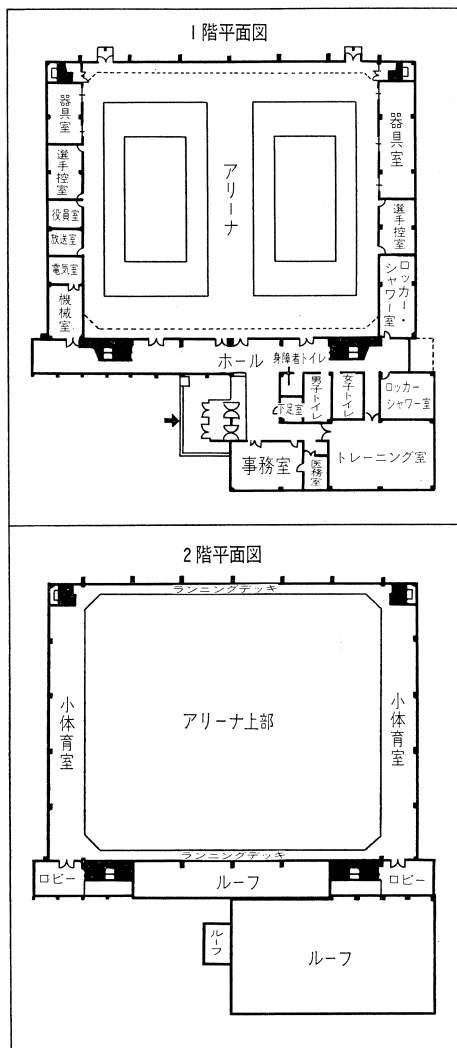 1階平面図
器具室
選手控室
役員室
放送室
電気室
機械室
アリーナ
器具室
選手控室
ロッカー・
シャワー室
ホール
身障者トイレ
男子トイレ
女子トイレ
ロッカー
シャワー室
下足室
事務室
医務室
トレーニング室
2階平面図
ランニングデッキ
小体育室
アリーナ上部
小体育室
ランニングデッキ
ロビー
ルーフ
ロビー
ルーフ
ルーフ